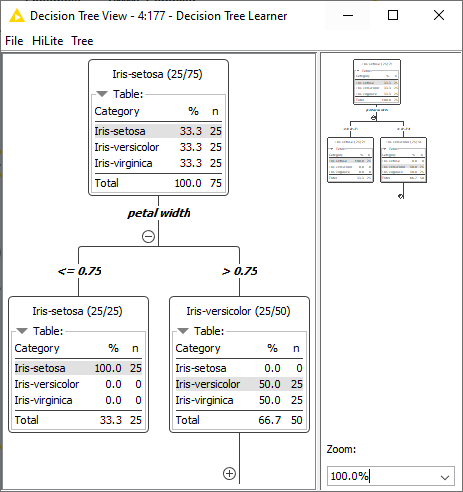 Decision Tree View - 4:177 - Decision Tree Learner
File HiLite Tree
Iris-setosa (25/75)
Table:
Category % n
Iris-setosa 33.3 25
Iris-versicolor 33.3 25
Iris-virginica 33.3 25
Total 100.0 75
petal width
<= 0.75
> 0.75
Iris-setosa (25/25)
Table:
Category % n
Iris-setosa 100.0 25
Iris-versicolor 0.0 0
Iris-virginica 0.0 0
Total 33.3 25
Iris-versicolor (25/50)
Table:
Category % n
Iris-setosa 0.0 0
Iris-versicolor 50.0 25
Iris-virginica 50.0 25
Total 66.7 50
Zoom:
100.0%